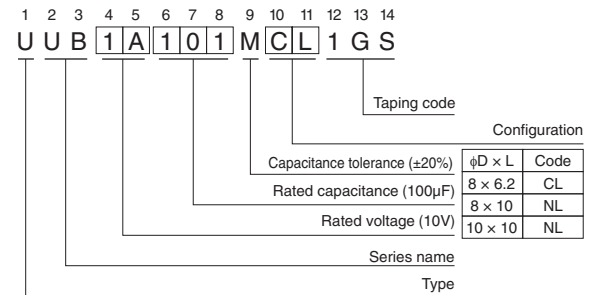 1 2 3 4 5 6 7 8 9 10 11 12 13 14
U U B 1 A 1 0 1 M C L 1 G S
Taping code
Configuration
Capacitance tolerance (±20%)
Rated capacitance (100µF)
Rated voltage (10V)
Series name
Type
ϕD × L Code
8 × 6.2 CL
8 × 10 NL
10 × 10 NL